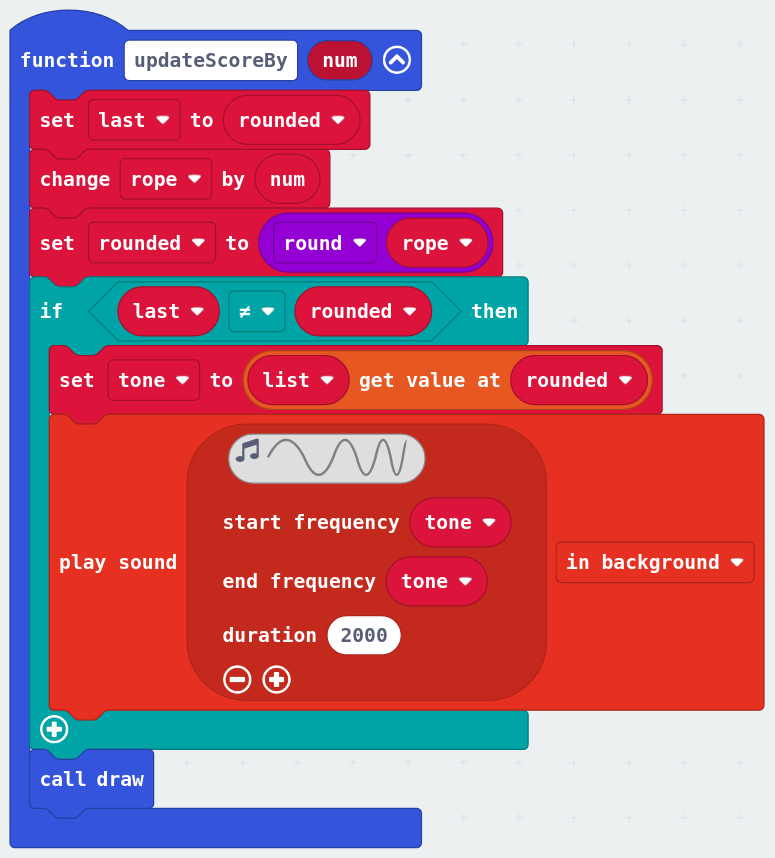 function updateScoreBy num
set last to rounded
change rope by num
set rounded to round rope
if last ≠ rounded then
set tone to list get value at rounded
play sound
start frequency tone
end frequency tone
duration 2000
in background
call draw